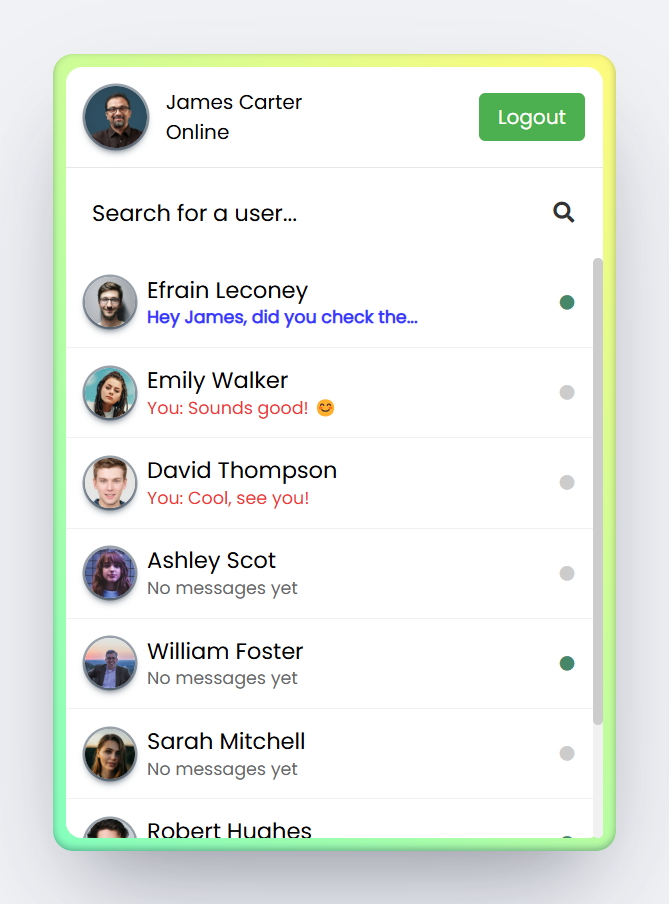 James Carter
Online
Logout
Search for a user...
Efrain Leconey
Hey James, did you check the...
Emily Walker
You: Sounds good! 😊
David Thompson
You: Cool, see you!
Ashley Scot
No messages yet
William Foster
No messages yet
Sarah Mitchell
No messages yet
Robert Hughes